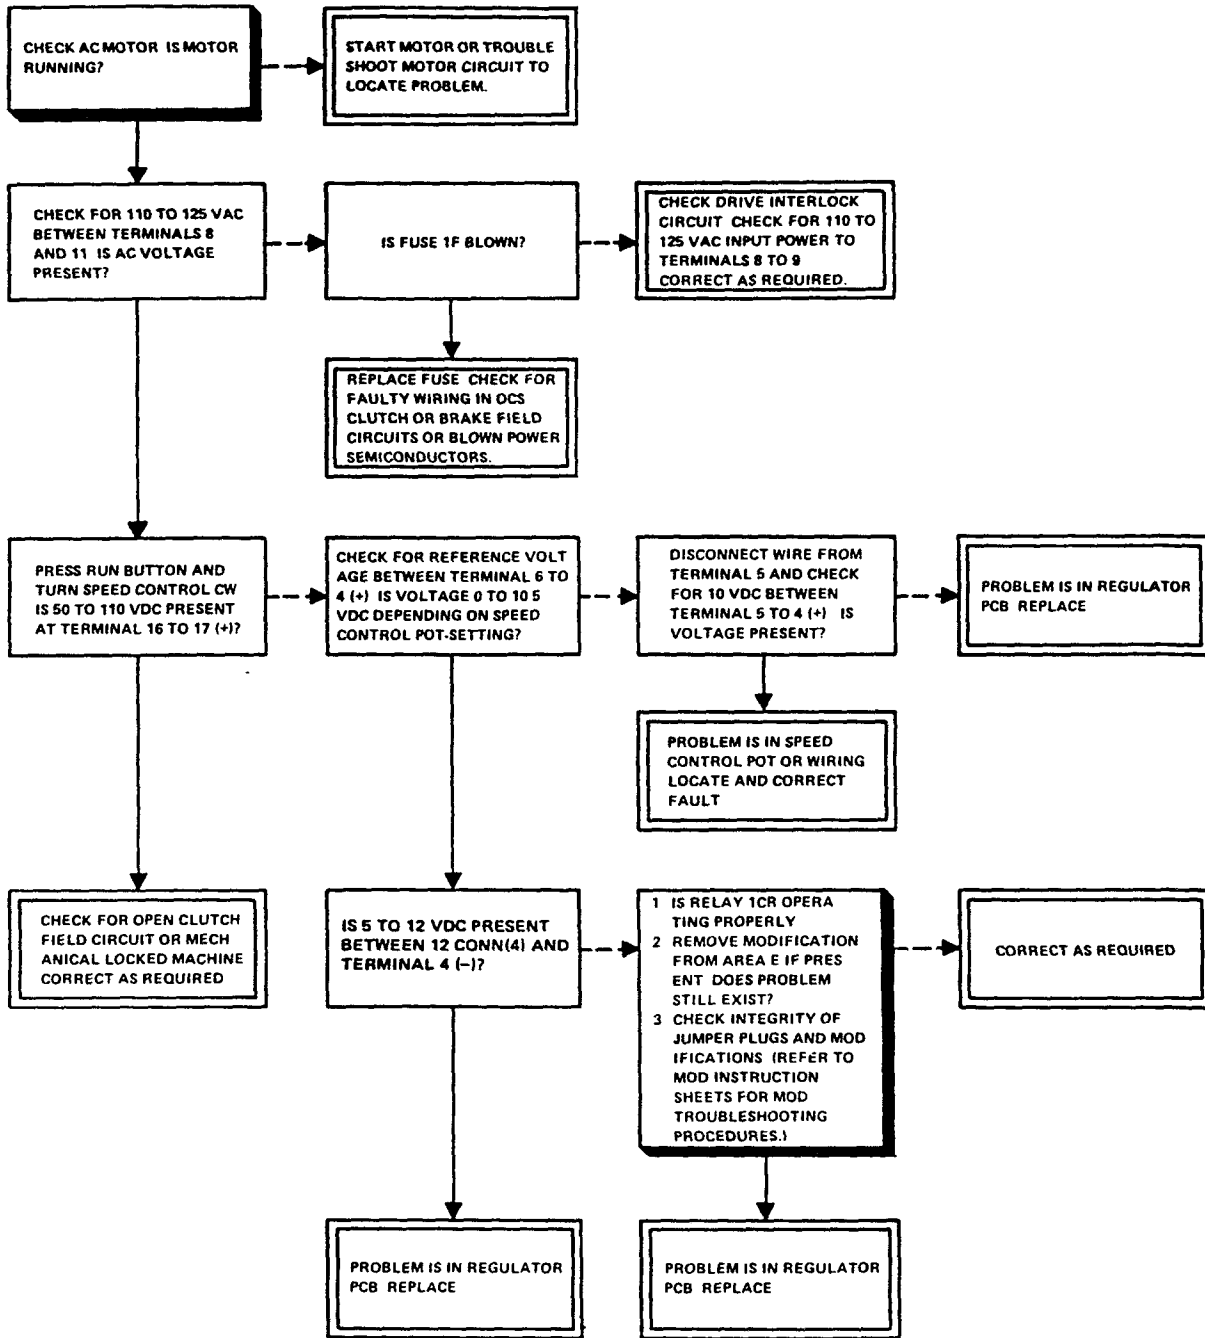 CHECK AC MOTOR IS MOTOR
RUNNING?
START MOTOR OR TROUBLE
SHOOT MOTOR CIRCUIT TO
LOCATE PROBLEM.
CHECK FOR 110 TO 125 VAC
BETWEEN TERMINALS 8
AND 11 IS AC VOLTAGE
PRESENT?
IS FUSE 1F BLOWN?
CHECK DRIVE INTERLOCK
CIRCUIT CHECK FOR 110 TO
125 VAC INPUT POWER TO
TERMINALS 8 TO 9
CORRECT AS REQUIRED.
REPLACE FUSE CHECK FOR
FAULTY WIRING IN OCS
CLUTCH OR BRAKE FIELD
CIRCUITS OR BLOWN POWER
SEMICONDUCTORS.
PRESS RUN BUTTON AND
TURN SPEED CONTROL CW
IS 50 TO 110 VDC PRESENT
AT TERMINAL 16 TO 17 (+)?
CHECK FOR REFERENCE VOLT
AGE BETWEEN TERMINAL 6 TO
4 (+) IS VOLTAGE 0 TO 10 5
VDC DEPENDING ON SPEED
CONTROL POT-SETTING?
DISCONNECT WIRE FROM
TERMINAL 5 AND CHECK
FOR 10 VDC BETWEEN
TERMINAL 5 TO 4 (+) IS
VOLTAGE PRESENT?
PROBLEM IS IN REGULATOR
PCB REPLACE
PROBLEM IS IN SPEED
CONTROL POT OR WIRING
LOCATE AND CORRECT
FAULT
CHECK FOR OPEN CLUTCH
FIELD CIRCUIT OR MECH
ANICAL LOCKED MACHINE
CORRECT AS REQUIRED
IS 5 TO 12 VDC PRESENT
BETWEEN 12 CONN(4) AND
TERMINAL 4 (–)?
1 IS RELAY 1CR OPERA
TING PROPERLY
2 REMOVE MODIFICATION
FROM AREA E IF PRES
ENT DOES PROBLEM
STILL EXIST?
3 CHECK INTEGRITY OF
JUMPER PLUGS AND MOD
IFICATIONS (REFER TO
MOD INSTRUCTION
SHEETS FOR MOD
TROUBLESHOOTING
PROCEDURES.)
CORRECT AS REQUIRED
PROBLEM IS IN REGULATOR
PCB REPLACE
PROBLEM IS IN REGULATOR
PCB REPLACE